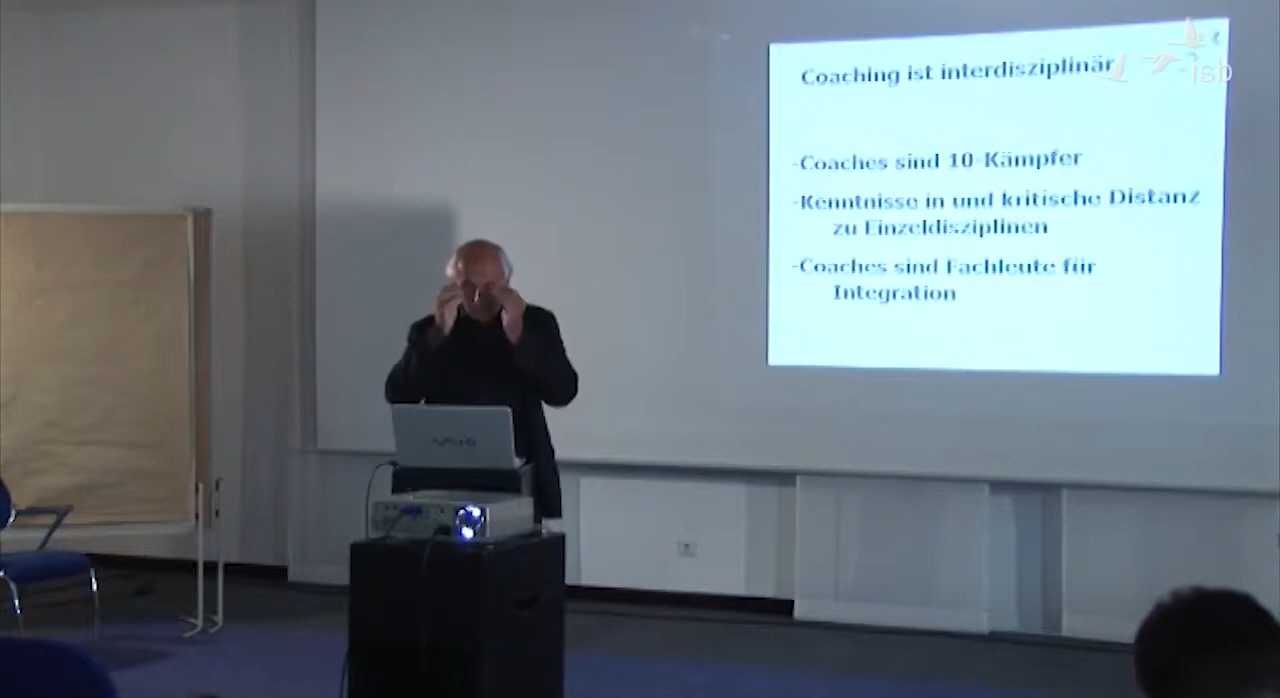 Coaching ist interdisziplinär
isb
-Coaches sind 10-Kämpfer
-Kenntnisse in und kritische Distanz
zu Einzeldisziplinen
-Coaches sind Fachleute für
Integration
VAIO